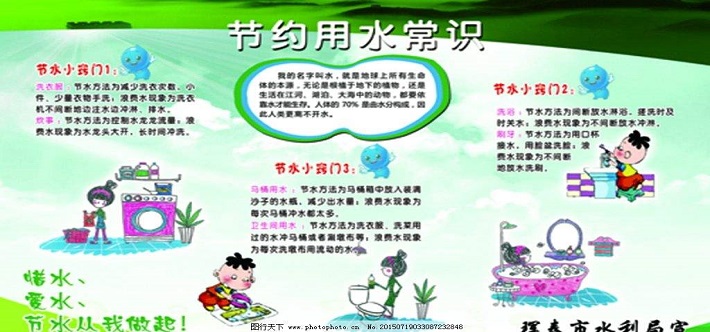 节约用水常识
节水小窍门1：
洗衣服：节水方法为减少洗衣次数、小
件、少量衣物手洗；浪费水现象为洗衣
机不间断地边注水边冲淋、排水。
炊事：节水方法为控制水龙龙流量；浪
费水现象为水龙头大开，长时间冲洗。
我的名字叫水，就是地球上所有生命
体的本源，无论是根植于地下的植物，还是
生活在江河、湖泊、大海中的动物，都要依
靠水才能生存。人体的70%是由水分构成，因
此人类更离不开水。
节水小窍门2：
洗浴：节水方法为间断放水淋浴，搓洗时及
时关水；浪费水现象为不间断放水冲淋。
刷牙：节水方法为用口杯
接水，用脸盆洗脸；浪
费水现象为不间断
地放水洗刷。
节水小窍门3：
马桶用水：节水方法为马桶箱中放入装满
沙子的水瓶，减少出水量；浪费水现象为
每次马桶冲水都太多。
卫生间用水：节水方法为洗衣服、洗菜用
过的水冲马桶或者涮墩布等；浪费水现象
为每次洗墩布用流动的水
惜水、
爱水、
节水从我做起！
珲春市水利局宣
图行天下 www.photophoto.cn No.20150719033087232848